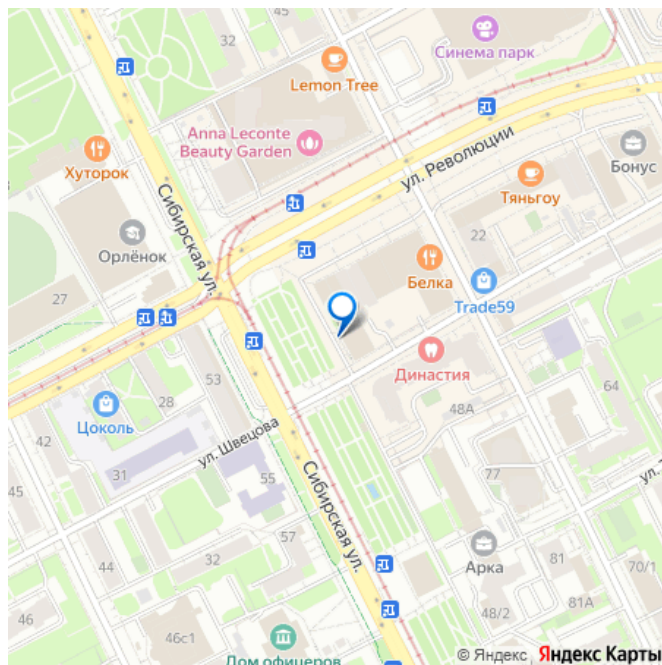 45
32
Синема парк
Lemon Tree
Anna Leconte
Beauty Garden
Хуторок
ул. Революции
Бонус
Тяньгоу
Сибирская ул.
Орлёнок
22
Белка
27
Trade59
Династия
53
64
28
48А
Цоколь
42
ул. Швецова
31
77
45
55
Сибирская ул.
44
57
32
Арка
81
70/1
46
46с1
48/2
81А
Дом офицеров
© Яндекс Яндекс Карты